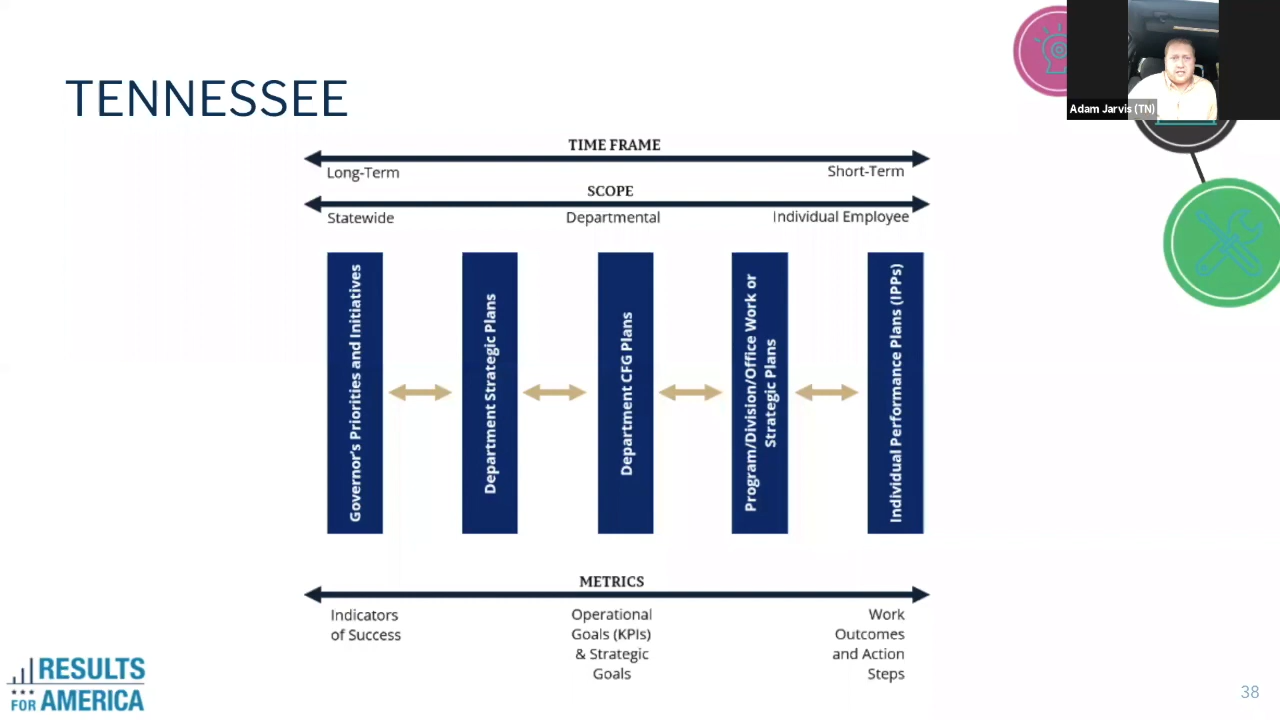 TENNESSEE
Adam Jarvis (TN)
TIME FRAME
Long-Term
Short-Term
SCOPE
Statewide
Departmental
Individual Employee
Governor's Priorities and Initiatives
Department Strategic Plans
Department CFG Plans
Program/Division/Office Work or
Strategic Plans
Individual Performance Plans (IPPs)
METRICS
Indicators
of Success
Operational
Goals (KPIs)
& Strategic
Goals
Work
Outcomes
and Action
Steps
RESULTS
FOR AMERICA
38